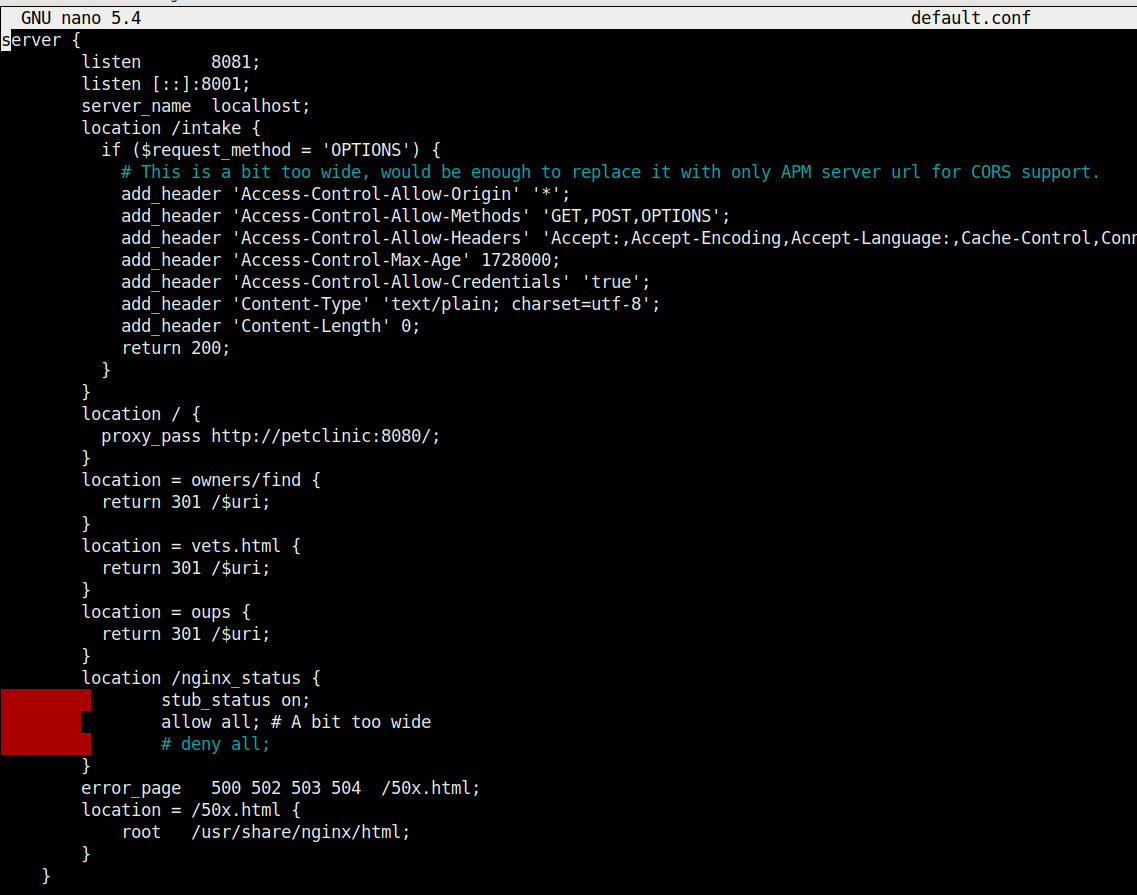 GNU nano 5.4 default.conf
server {
listen 8081;
listen [::]:8001;
server_name localhost;
location /intake {
if ($request_method = 'OPTIONS') {
# This is a bit too wide, would be enough to replace it with only APM server url for CORS support.
add_header 'Access-Control-Allow-Origin' '*';
add_header 'Access-Control-Allow-Methods' 'GET,POST,OPTIONS';
add_header 'Access-Control-Allow-Headers' 'Accept:,Accept-Encoding,Accept-Language:,Cache-Control,Conn
add_header 'Access-Control-Max-Age' 1728000;
add_header 'Access-Control-Allow-Credentials' 'true';
add_header 'Content-Type' 'text/plain; charset=utf-8';
add_header 'Content-Length' 0;
return 200;
}
}
location / {
proxy_pass http://petclinic:8080/;
}
location = owners/find {
return 301 /$uri;
}
location = vets.html {
return 301 /$uri;
}
location = oups {
return 301 /$uri;
}
location /nginx_status {
stub_status on;
allow all; # A bit too wide
# deny all;
}
error_page 500 502 503 504 /50x.html;
location = /50x.html {
root /usr/share/nginx/html;
}
}